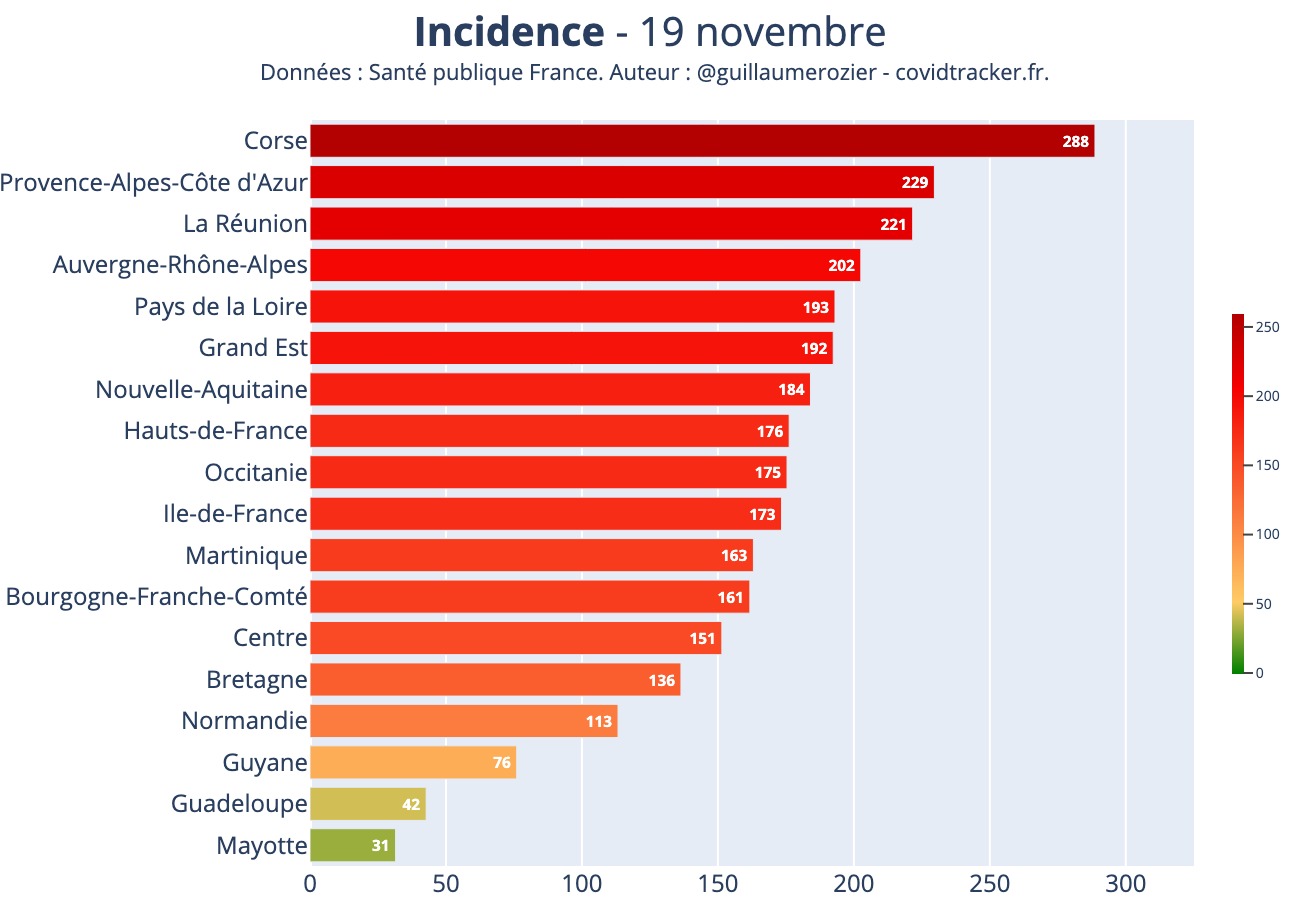 Incidence - 19 novembre
Données : Santé publique France. Auteur : @guillaumerozier - covidtracker.fr.
Corse 288
Provence-Alpes-Côte d'Azur 229
La Réunion 221
Auvergne-Rhône-Alpes 202
Pays de la Loire 193
Grand Est 192
Nouvelle-Aquitaine 184
Hauts-de-France 176
Occitanie 175
Ile-de-France 173
Martinique 163
Bourgogne-Franche-Comté 161
Centre 151
Bretagne 136
Normandie 113
Guyane 76
Guadeloupe 42
Mayotte 31
0 50 100 150 200 250 300
250
200
150
100
50
0